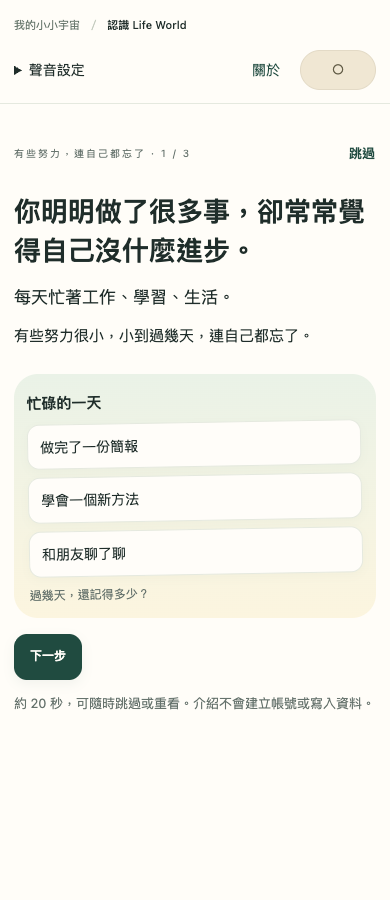 我的小小宇宙 / 認識 Life World
▶ 聲音設定
關於
○
有些努力，連自己都忘了 · 1 / 3
跳過
你明明做了很多事，卻常常覺
得自己沒什麼進步。
每天忙著工作、學習、生活。
有些努力很小，小到過幾天，連自己都忘了。
忙碌的一天
做完了一份簡報
學會一個新方法
和朋友聊了聊
過幾天，還記得多少？
下一步
約 20 秒，可隨時跳過或重看。介紹不會建立帳號或寫入資料。